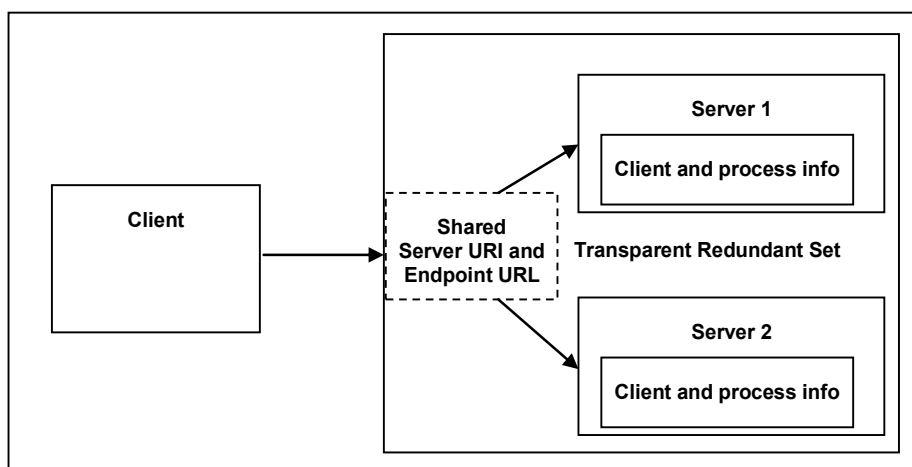 Client
Shared
Server URI and
Endpoint URL
Server 1
Client and process info
Transparent Redundant Set
Server 2
Client and process info